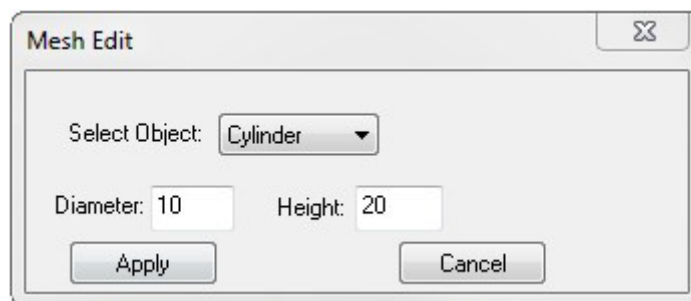 Mesh Edit
Select Object: Cylinder
Diameter: 10 Height: 20
Apply Cancel